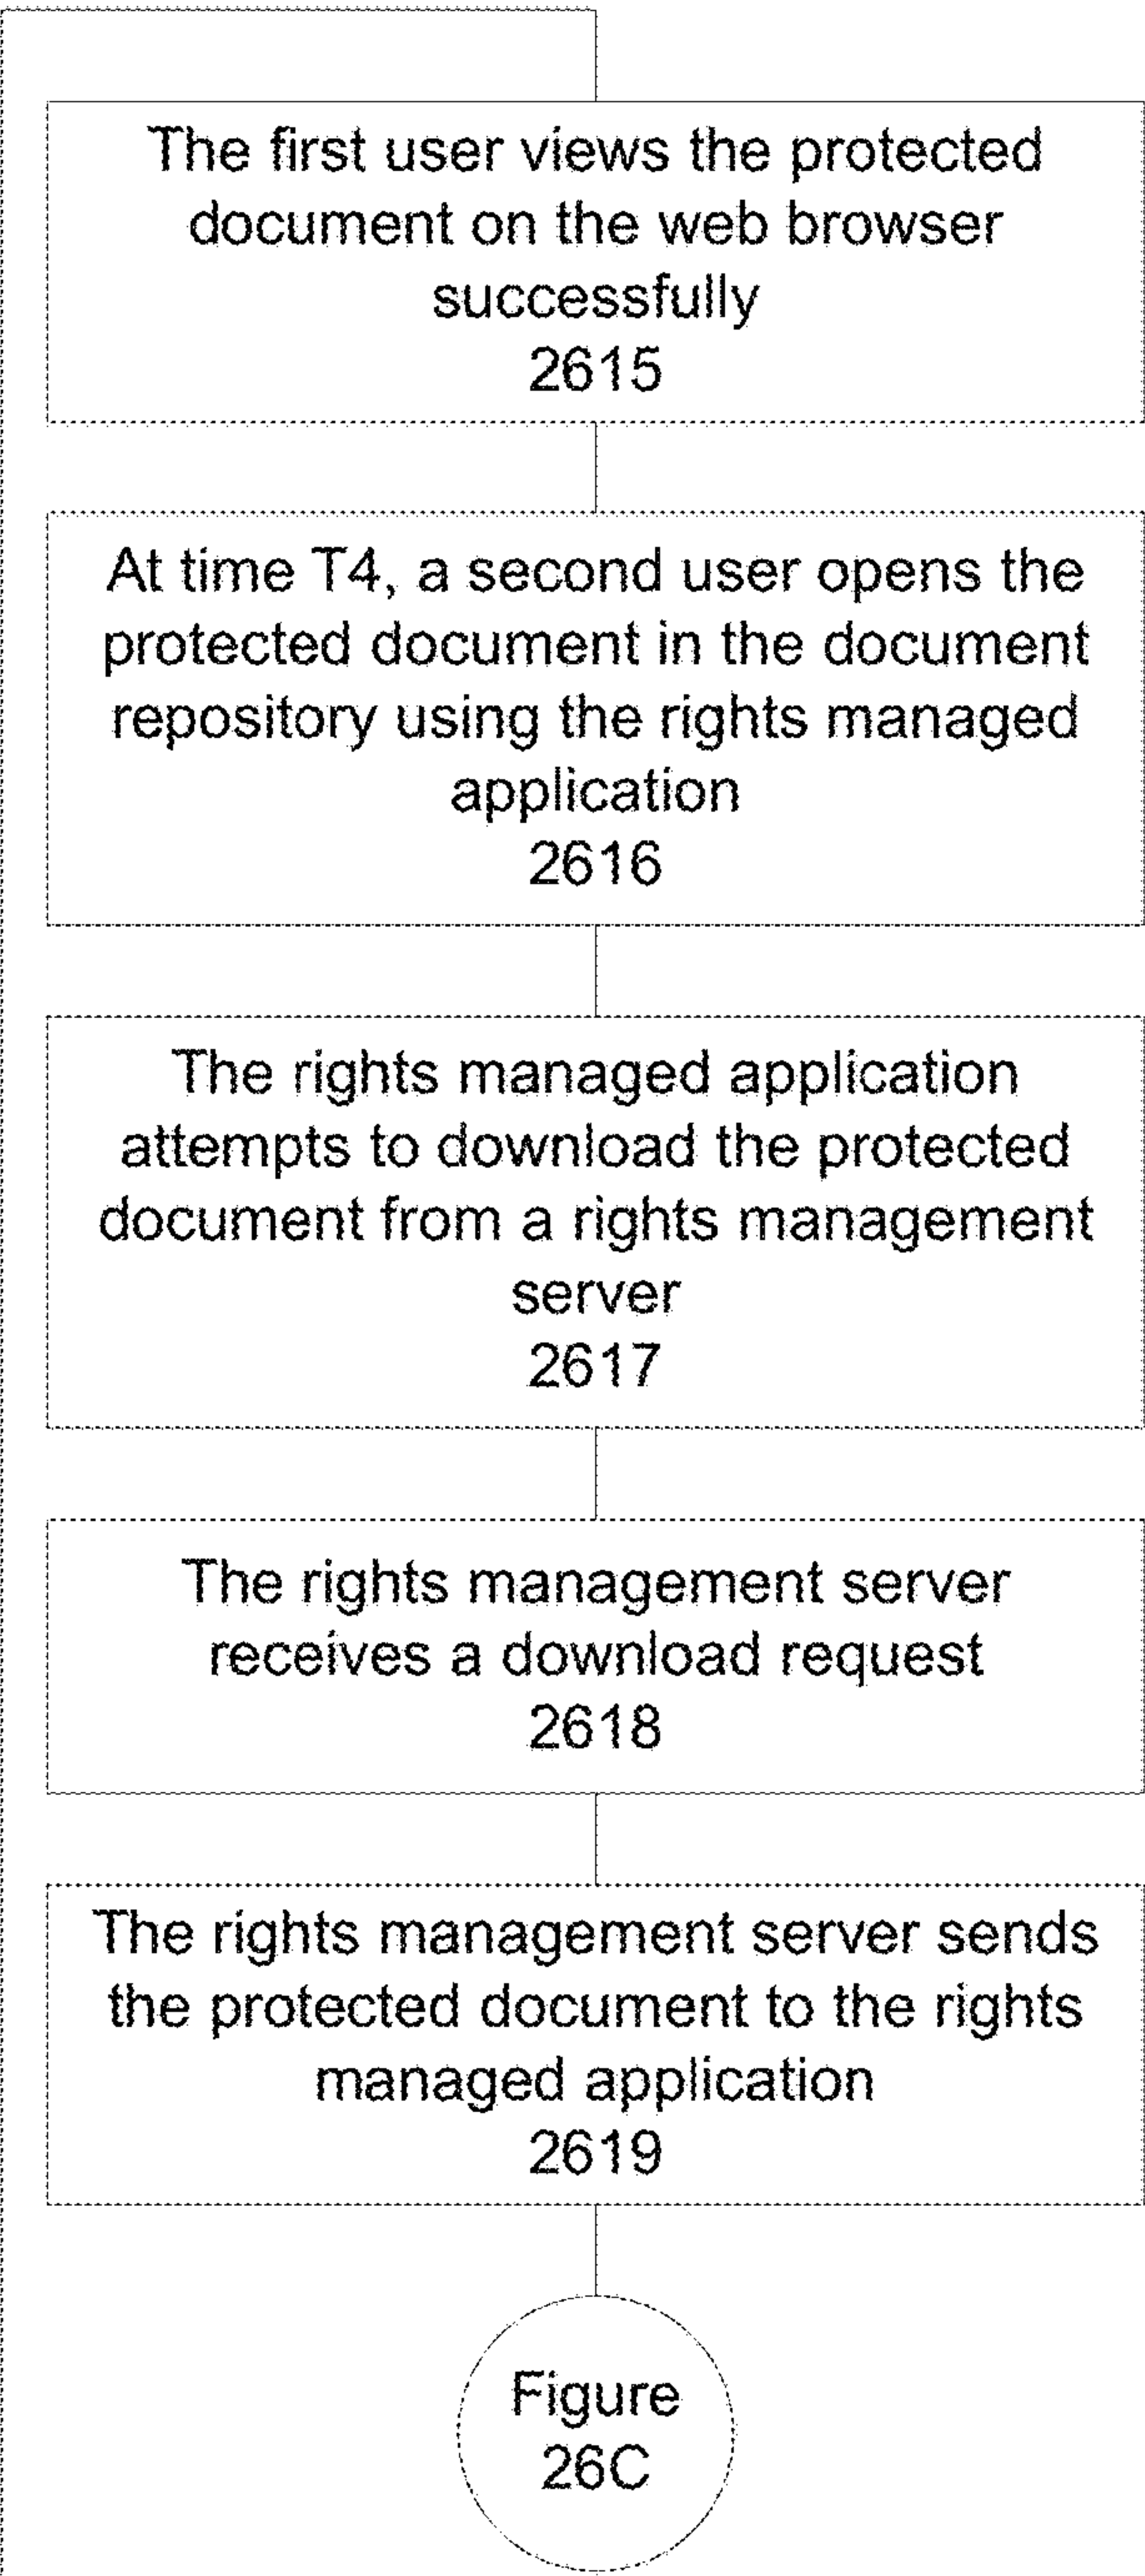 The first user views the protected
document on the web browser
successfully
2615
At time T4, a second user opens the
protected document in the document
repository using the rights managed
application
2616
The rights managed application
attempts to download the protected
document from a rights management
server
2617
The rights management server
receives a download request
2618
The rights management server sends
the protected document to the rights
managed application
2619
Figure
26C